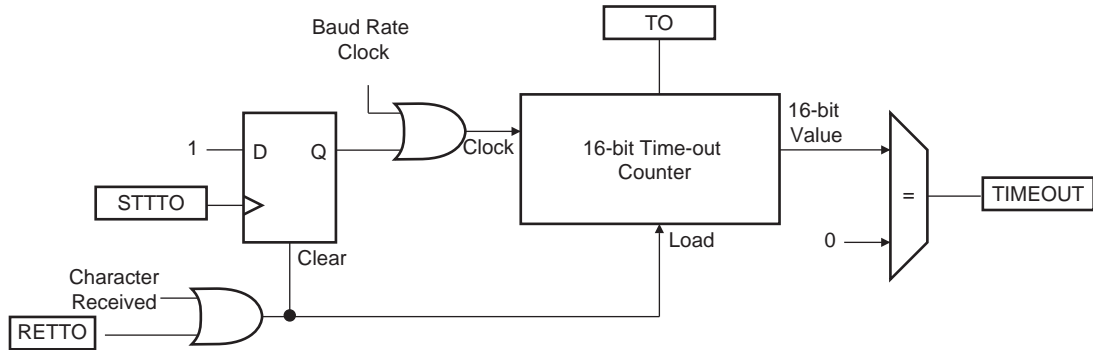 TO
Baud Rate
Clock
16-bit
Value
1
D
Q
Clock
16-bit Time-out
Counter
STTTO
=
TIMEOUT
0
Clear
Load
Character
Received
RETTO